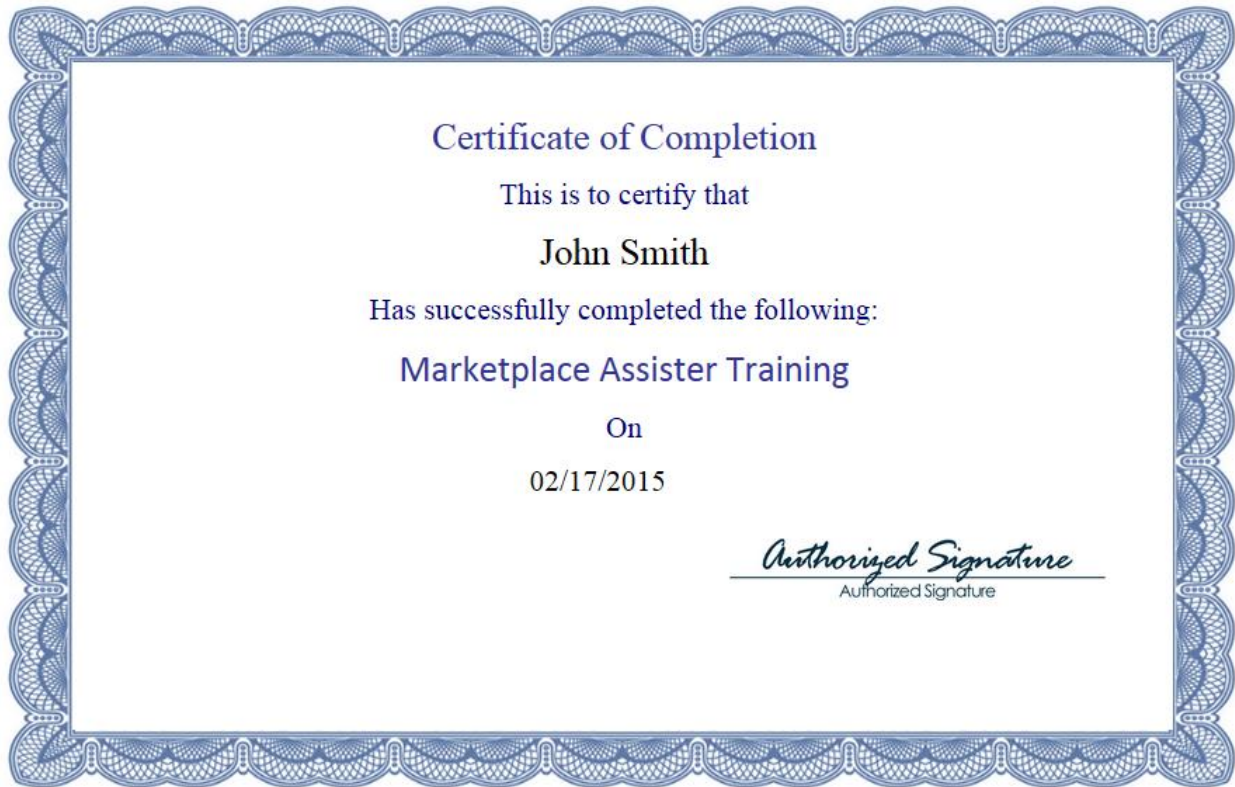 Certificate of Completion
This is to certify that
John Smith
Has successfully completed the following:
Marketplace Assister Training
On
02/17/2015
Authorized Signature
Authorized Signature